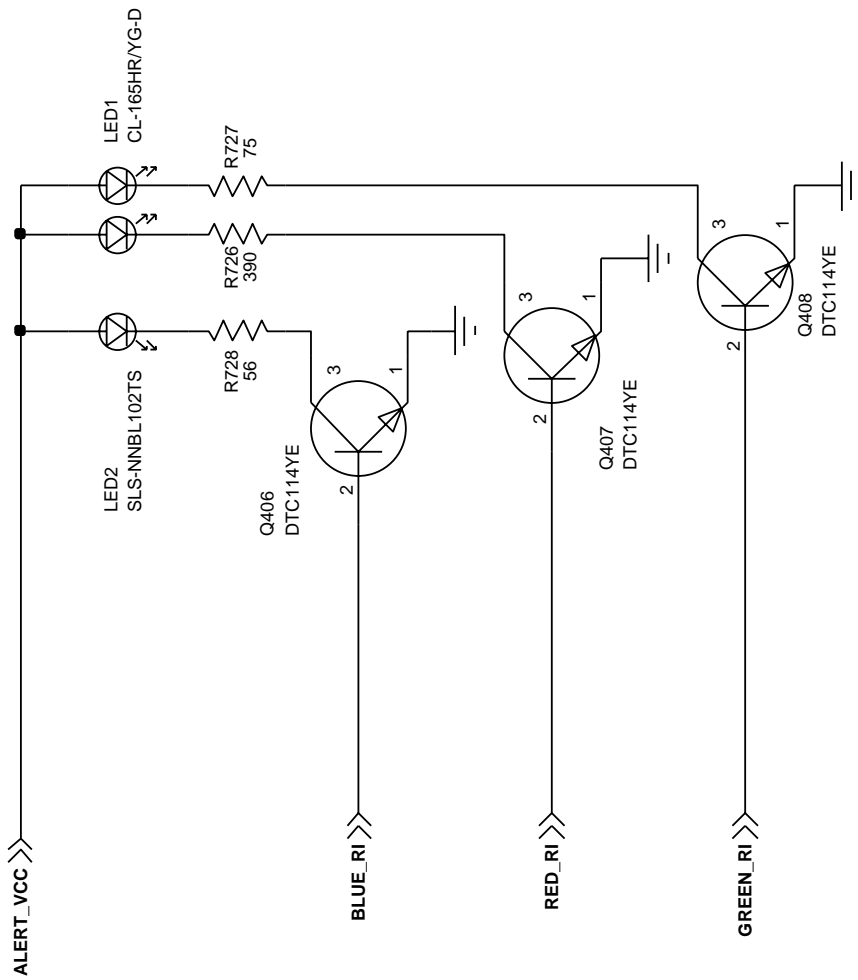 LED1
CL-165HR/YG-D
R727
75
R726
390
R728
56
LED2
SLS-NNBL102TS
3
1
2
Q406
DTC114YE
3
1
2
Q407
DTC114YE
3
1
2
Q408
DTC114YE
ALERT_VCC
BLUE_RI
RED_RI
GREEN_RI